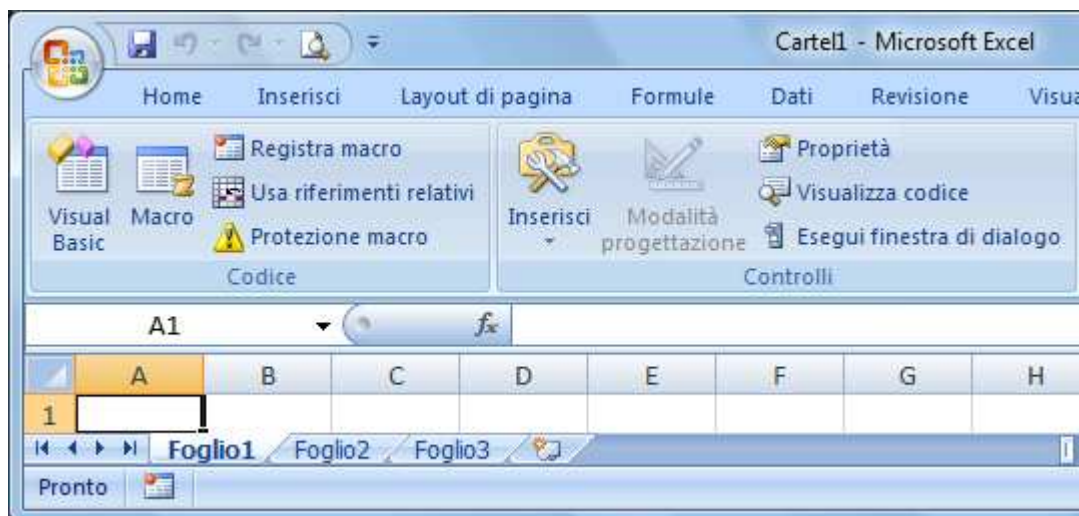 Cartel1 - Microsoft Excel
Home Inserisci Layout di pagina Formule Dati Revisione Visua
Visual Basic
Macro
Registra macro
Usa riferimenti relativi
Protezione macro
Codice
Inserisci
Modalità progettazione
Proprietà
Visualizza codice
Esegui finestra di dialogo
Controlli
A1 fx
A B C D E F G H
1
Foglio1 Foglio2 Foglio3
Pronto